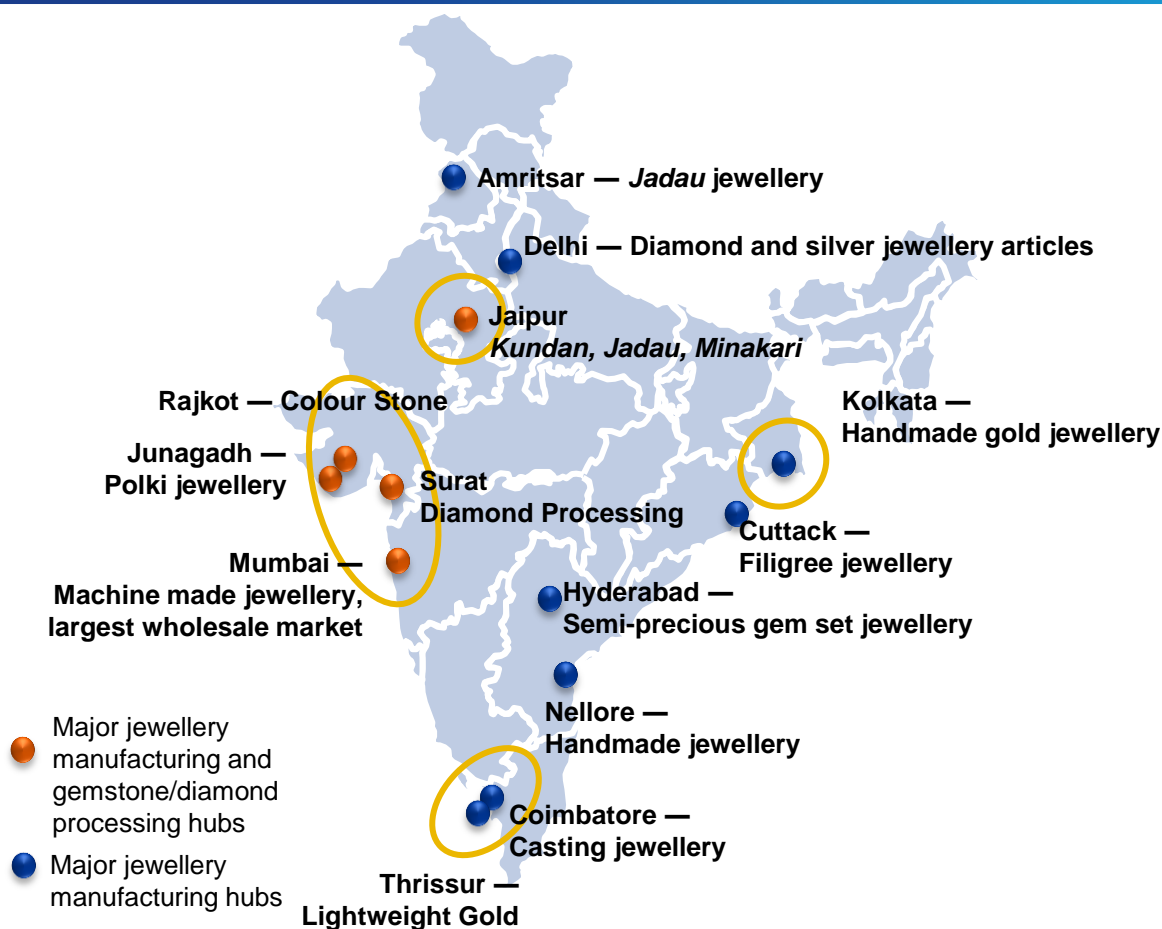 Amritsar — Jadau jewellery
Delhi — Diamond and silver jewellery articles
Jaipur
Kundan, Jadau, Minakari
Rajkot — Colour Stone
Kolkata —
Handmade gold jewellery
Junagadh —
Polki jewellery
Surat
Diamond Processing
Cuttack —
Filigree jewellery
Mumbai —
Machine made jewellery,
largest wholesale market
Hyderabad —
Semi-precious gem set jewellery
Nellore —
Handmade jewellery
Major jewellery
manufacturing and
gemstone/diamond
processing hubs
Coimbatore —
Casting jewellery
Major jewellery
manufacturing hubs
Thrissur —
Lightweight Gold